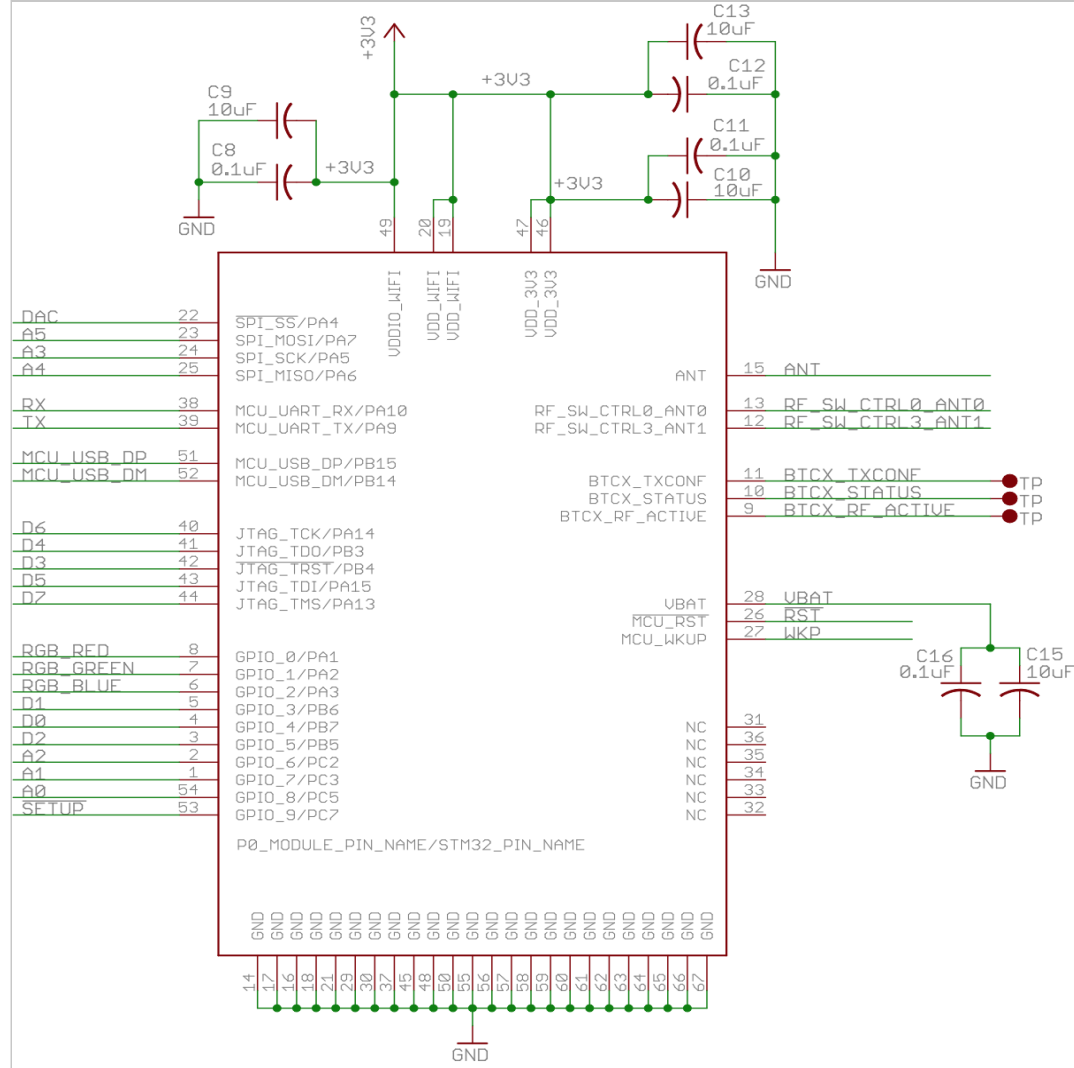 C13
10uF
+3V3
+3V3
C12
0.1uF
C9
10uF
C11
0.1uF
C8
0.1uF
+3V3
+3V3
C10
10uF
GND
49
20
19
47
46
GND
VDDIO_WIFI
VDD_WIFI
VDD_WIFI
VDD_3V3
VDD_3V3
DAC 22 SPI_SS/PA4
A5 23 SPI_MOSI/PA7
A3 24 SPI_SCK/PA5
A4 25 SPI_MISO/PA6
ANT 15 ANT
RX 38 MCU_UART_RX/PA10
RF_SW_CTRL0_ANT0 13 RF_SW_CTRL0_ANT0
TX 39 MCU_UART_TX/PA9
RF_SW_CTRL3_ANT1 12 RF_SW_CTRL3_ANT1
MCU_USB_DP 51 MCU_USB_DP/PB15
MCU_USB_DM 52 MCU_USB_DM/PB14
BTCX_TXCONF 11 BTCX_TXCONF TP
BTCX_STATUS 10 BTCX_STATUS TP
BTCX_RF_ACTIVE 9 BTCX_RF_ACTIVE TP
D6 40 JTAG_TCK/PA14
D4 41 JTAG_TDO/PB3
D3 42 JTAG_TRST/PB4
D5 43 JTAG_TDI/PA15
D7 44 JTAG_TMS/PA13
VBAT 28 VBAT
MCU_RST 26 RST
MCU_WKUP 27 WKP
C16
0.1uF
C15
10uF
GND
RGB_RED 8 GPIO_0/PA1
RGB_GREEN 7 GPIO_1/PA2
RGB_BLUE 6 GPIO_2/PA3
D1 5 GPIO_3/PB6
D0 4 GPIO_4/PB7
D2 3 GPIO_5/PB5
A2 2 GPIO_6/PC2
A1 1 GPIO_7/PC3
A0 54 GPIO_8/PC5
SETUP 53 GPIO_9/PC7
NC 31
NC 36
NC 35
NC 34
NC 33
NC 32
P0_MODULE_PIN_NAME/STM32_PIN_NAME
GND GND GND GND GND GND GND GND GND GND GND GND GND GND GND GND GND GND GND GND GND GND GND GND
14 17 16 18 21 29 30 37 45 48 50 55 56 57 58 59 60 61 62 63 64 65 66 67
GND